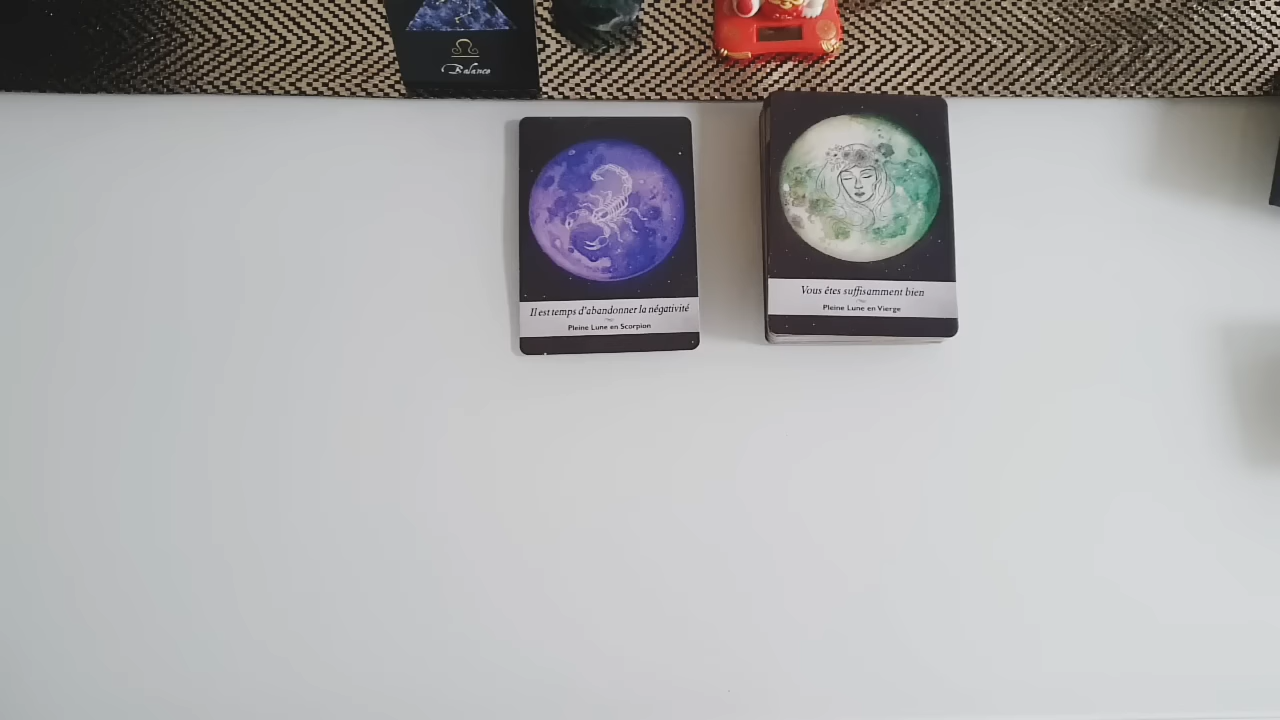 Balance
Il est temps d'abandonner la négativité
Pleine Lune en Scorpion
Vous êtes suffisamment bien
Pleine Lune en Vierge